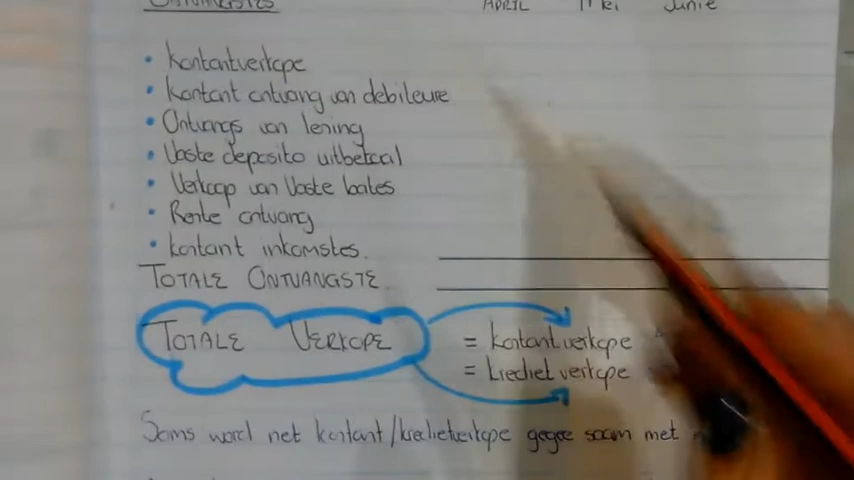 ONTVANGSTES APRIL Mei Junie
• Kontantverkope
• Kontant ontvang van debiteure
• Ontvangs van lening
• Vaste deposito uitbetaal
• Verkoop van Vaste bates
• Rente ontvang
• Kontant inkomstes.
TOTALE ONTVANGSTE
TOTALE VERKOPE = kontantverkope
= krediet verkope
Soms word net kontant/kredietverkope gegee saam met